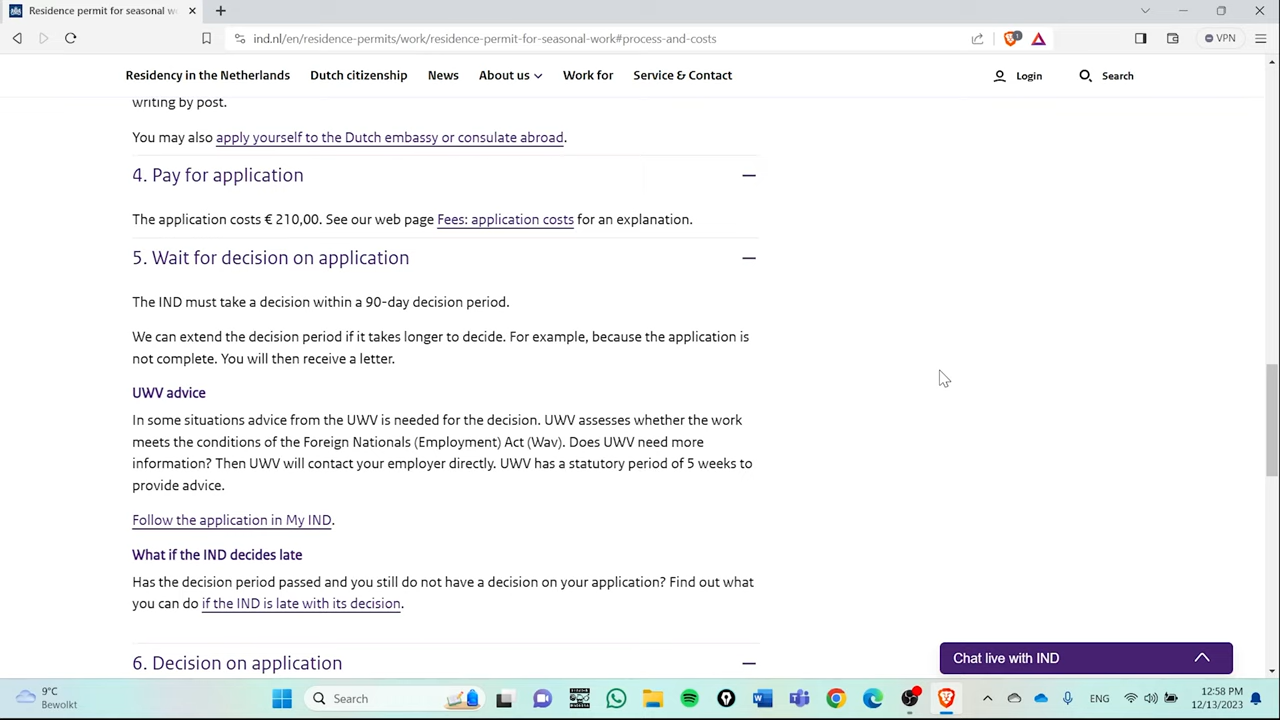 Residence permit for seasonal w
ind.nl/en/residence-permits/work/residence-permit-for-seasonal-work#process-and-costs
1
VPN
Residency in the Netherlands
Dutch citizenship
News
About us
Work for
Service & Contact
Login
Search
writing by post.
You may also apply yourself to the Dutch embassy or consulate abroad.
4. Pay for application
The application costs € 210,00. See our web page Fees: application costs for an explanation.
5. Wait for decision on application
The IND must take a decision within a 90-day decision period.
We can extend the decision period if it takes longer to decide. For example, because the application is
not complete. You will then receive a letter.
UWV advice
In some situations advice from the UWV is needed for the decision. UWV assesses whether the work
meets the conditions of the Foreign Nationals (Employment) Act (Wav). Does UWV need more
information? Then UWV will contact your employer directly. UWV has a statutory period of 5 weeks to
provide advice.
Follow the application in My IND.
What if the IND decides late
Has the decision period passed and you still do not have a decision on your application? Find out what
you can do if the IND is late with its decision.
6. Decision on application
Chat live with IND
9°C
Bewolkt
Search
ENG
12:58 PM
12/13/2023